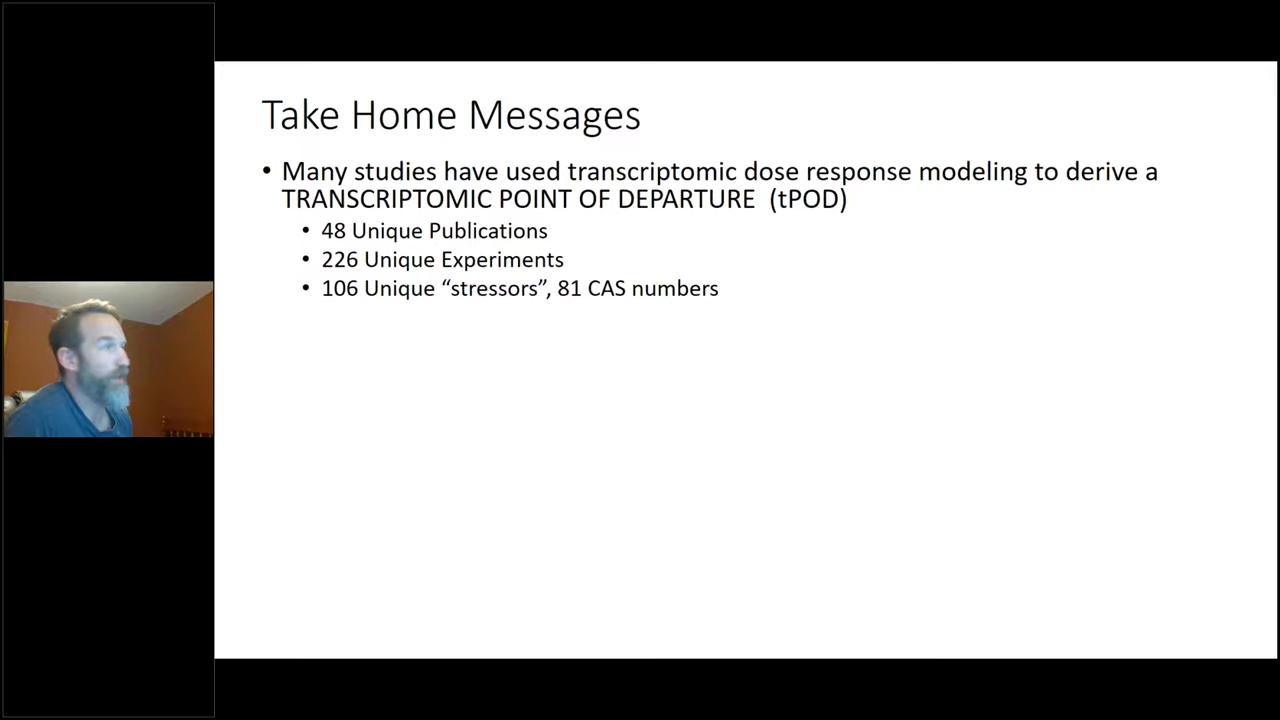 Take Home Messages
• Many studies have used transcriptomic dose response modeling to derive a
TRANSCRIPTOMIC POINT OF DEPARTURE  (tPOD)
• 48 Unique Publications
• 226 Unique Experiments
• 106 Unique “stressors”, 81 CAS numbers